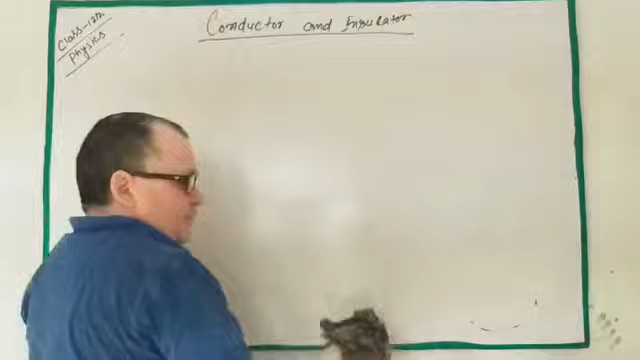 Class-12th
Physics
Conductor and Insulator